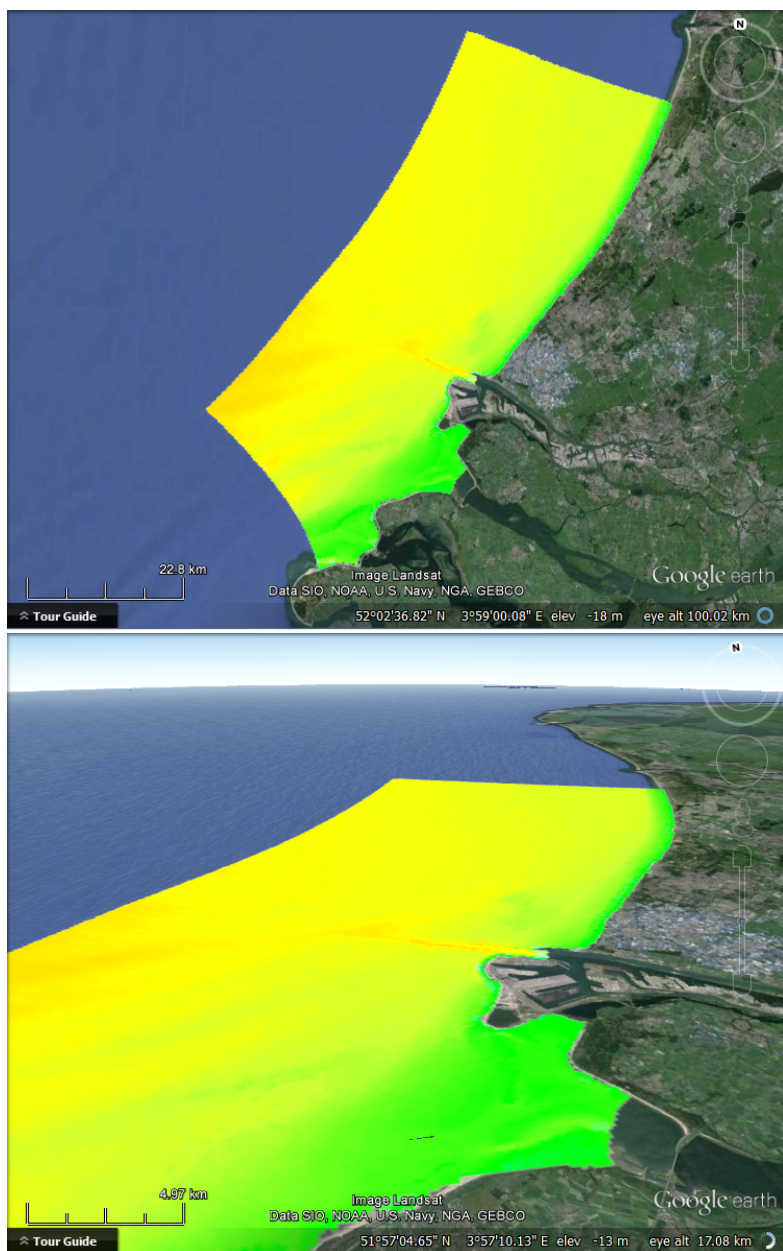 N
22.8 km
Image Landsat
Data SIO, NOAA, U.S. Navy, NGA, GEBCO
Google earth
Tour Guide
52°02'36.82" N 3°59'00.08" E elev -18 m eye alt 100.02 km
N
4.97 km
Image Landsat
Data SIO, NOAA, U.S. Navy, NGA, GEBCO
Google earth
Tour Guide
51°57'04.65" N 3°57'10.13" E elev -13 m eye alt 17.08 km